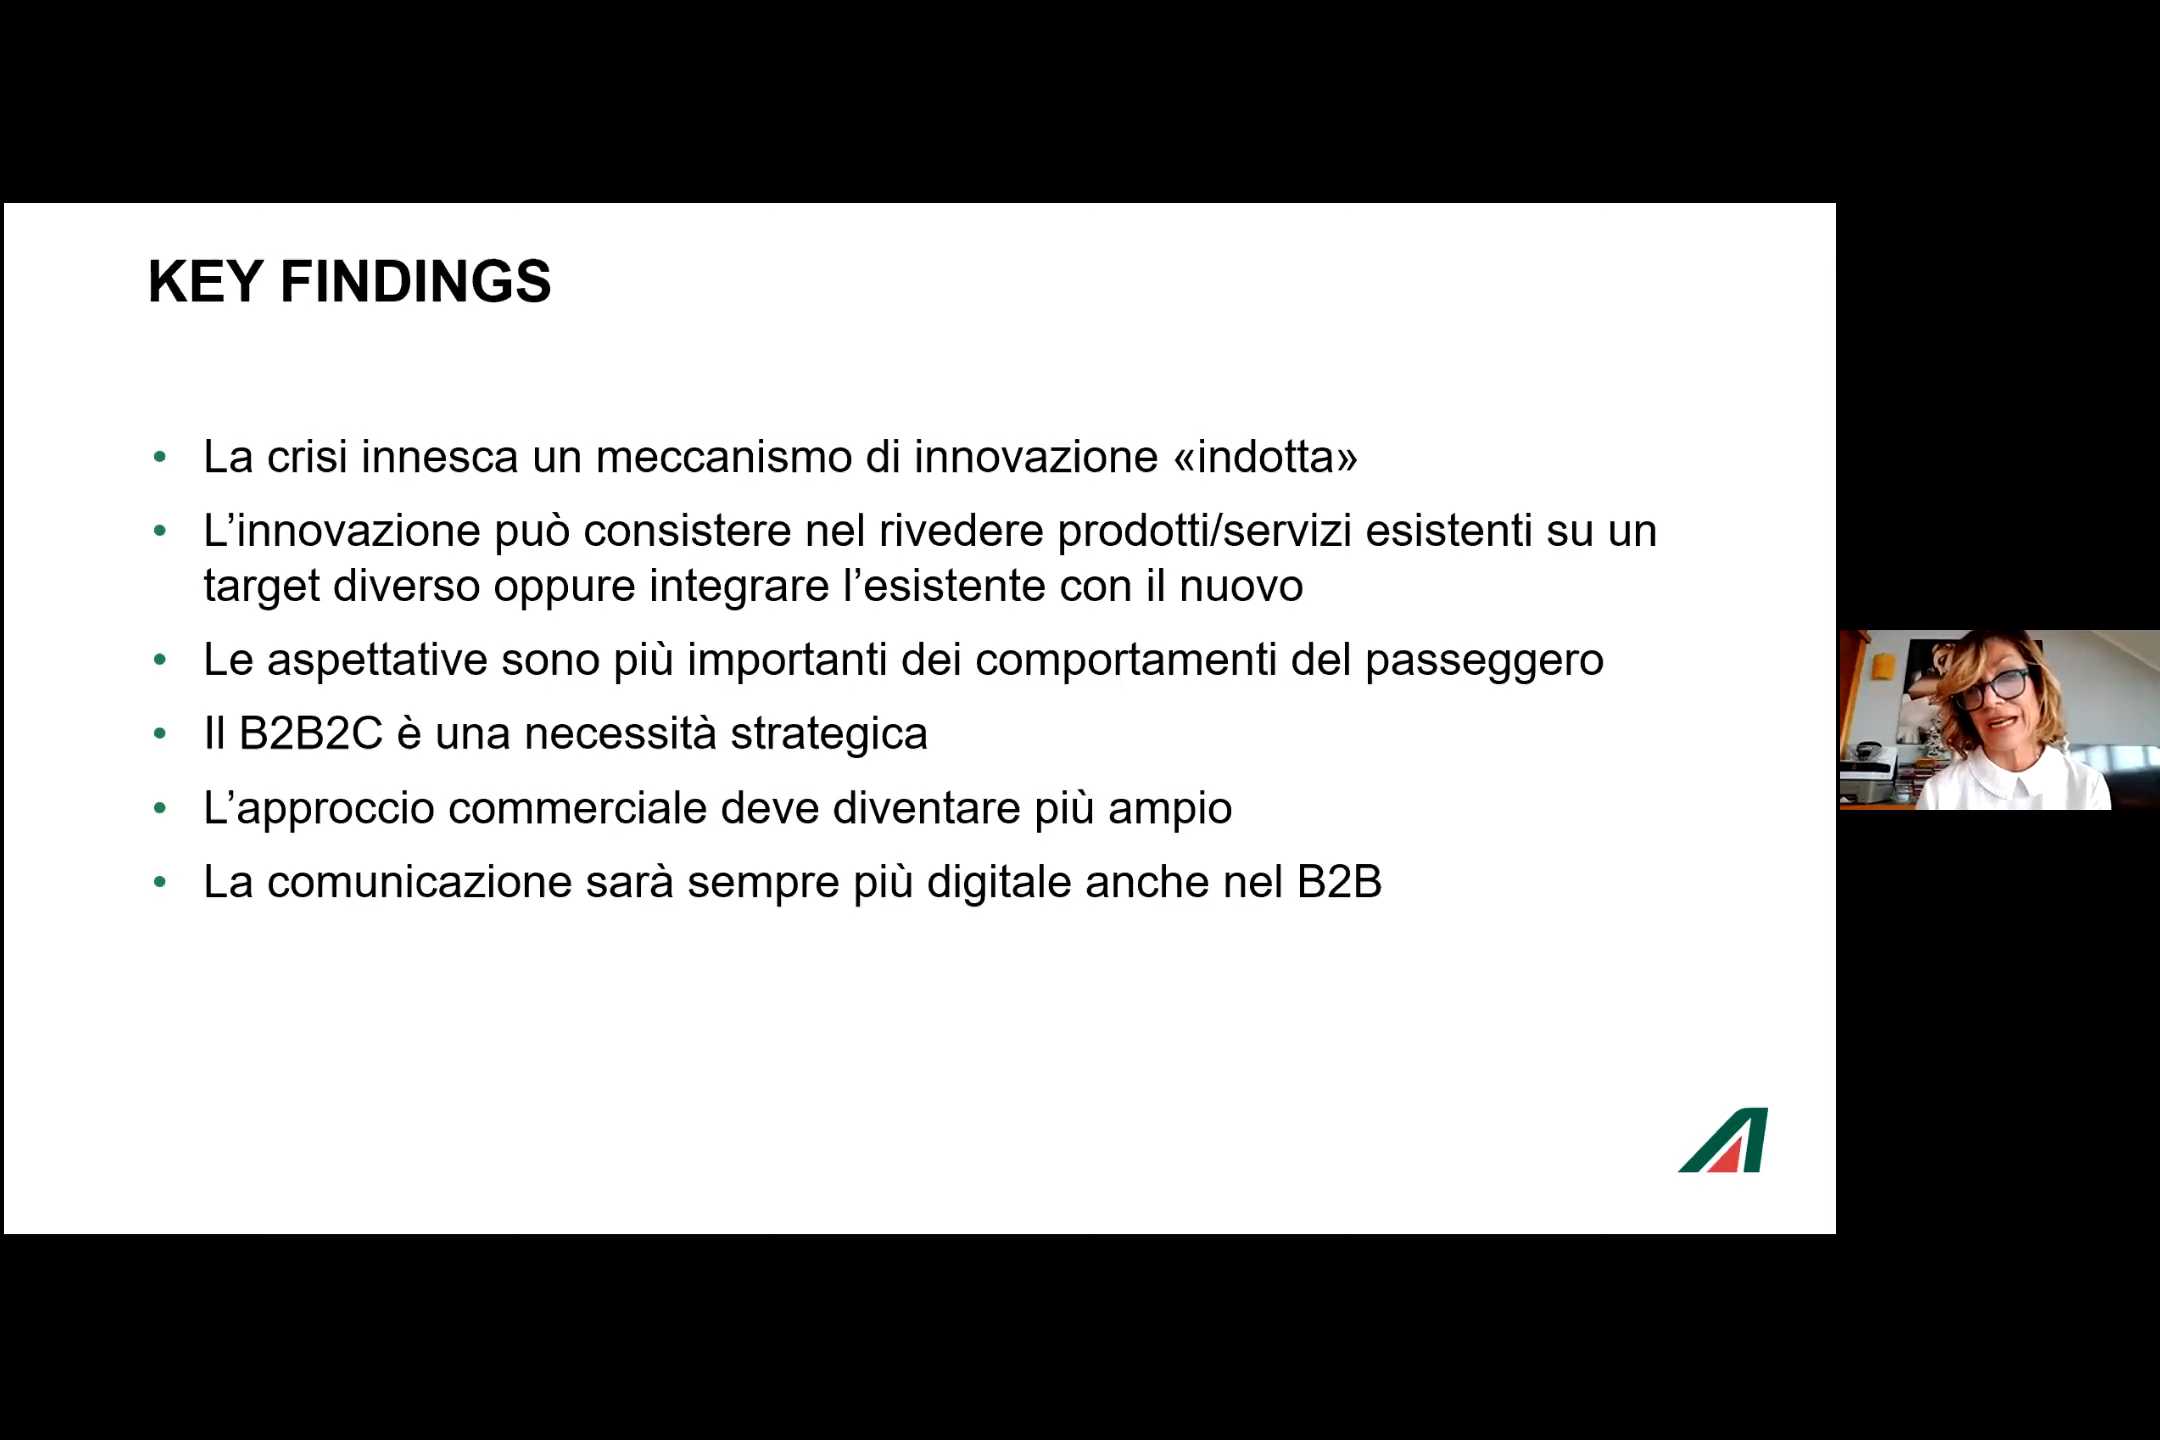 KEY FINDINGS
• La crisi innesca un meccanismo di innovazione «indotta»
• L’innovazione può consistere nel rivedere prodotti/servizi esistenti su un
target diverso oppure integrare l’esistente con il nuovo
• Le aspettative sono più importanti dei comportamenti del passeggero
• Il B2B2C è una necessità strategica
• L’approccio commerciale deve diventare più ampio
• La comunicazione sarà sempre più digitale anche nel B2B